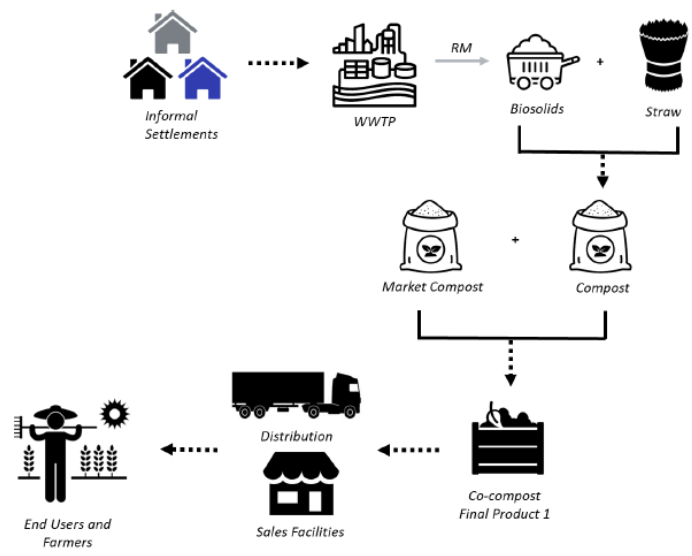 RM
+
Informal
Settlements
WWTP
Biosolids
Straw
Market Compost
+
Compost
Distribution
Sales Facilities
Co-compost
Final Product 1
End Users and
Farmers